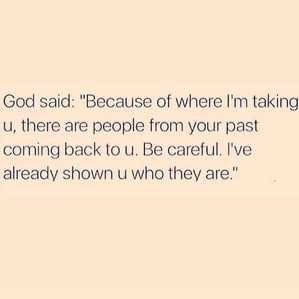 God said: "Because of where I'm taking
u, there are people from your past
coming back to u. Be careful. I've
already shown u who they are."